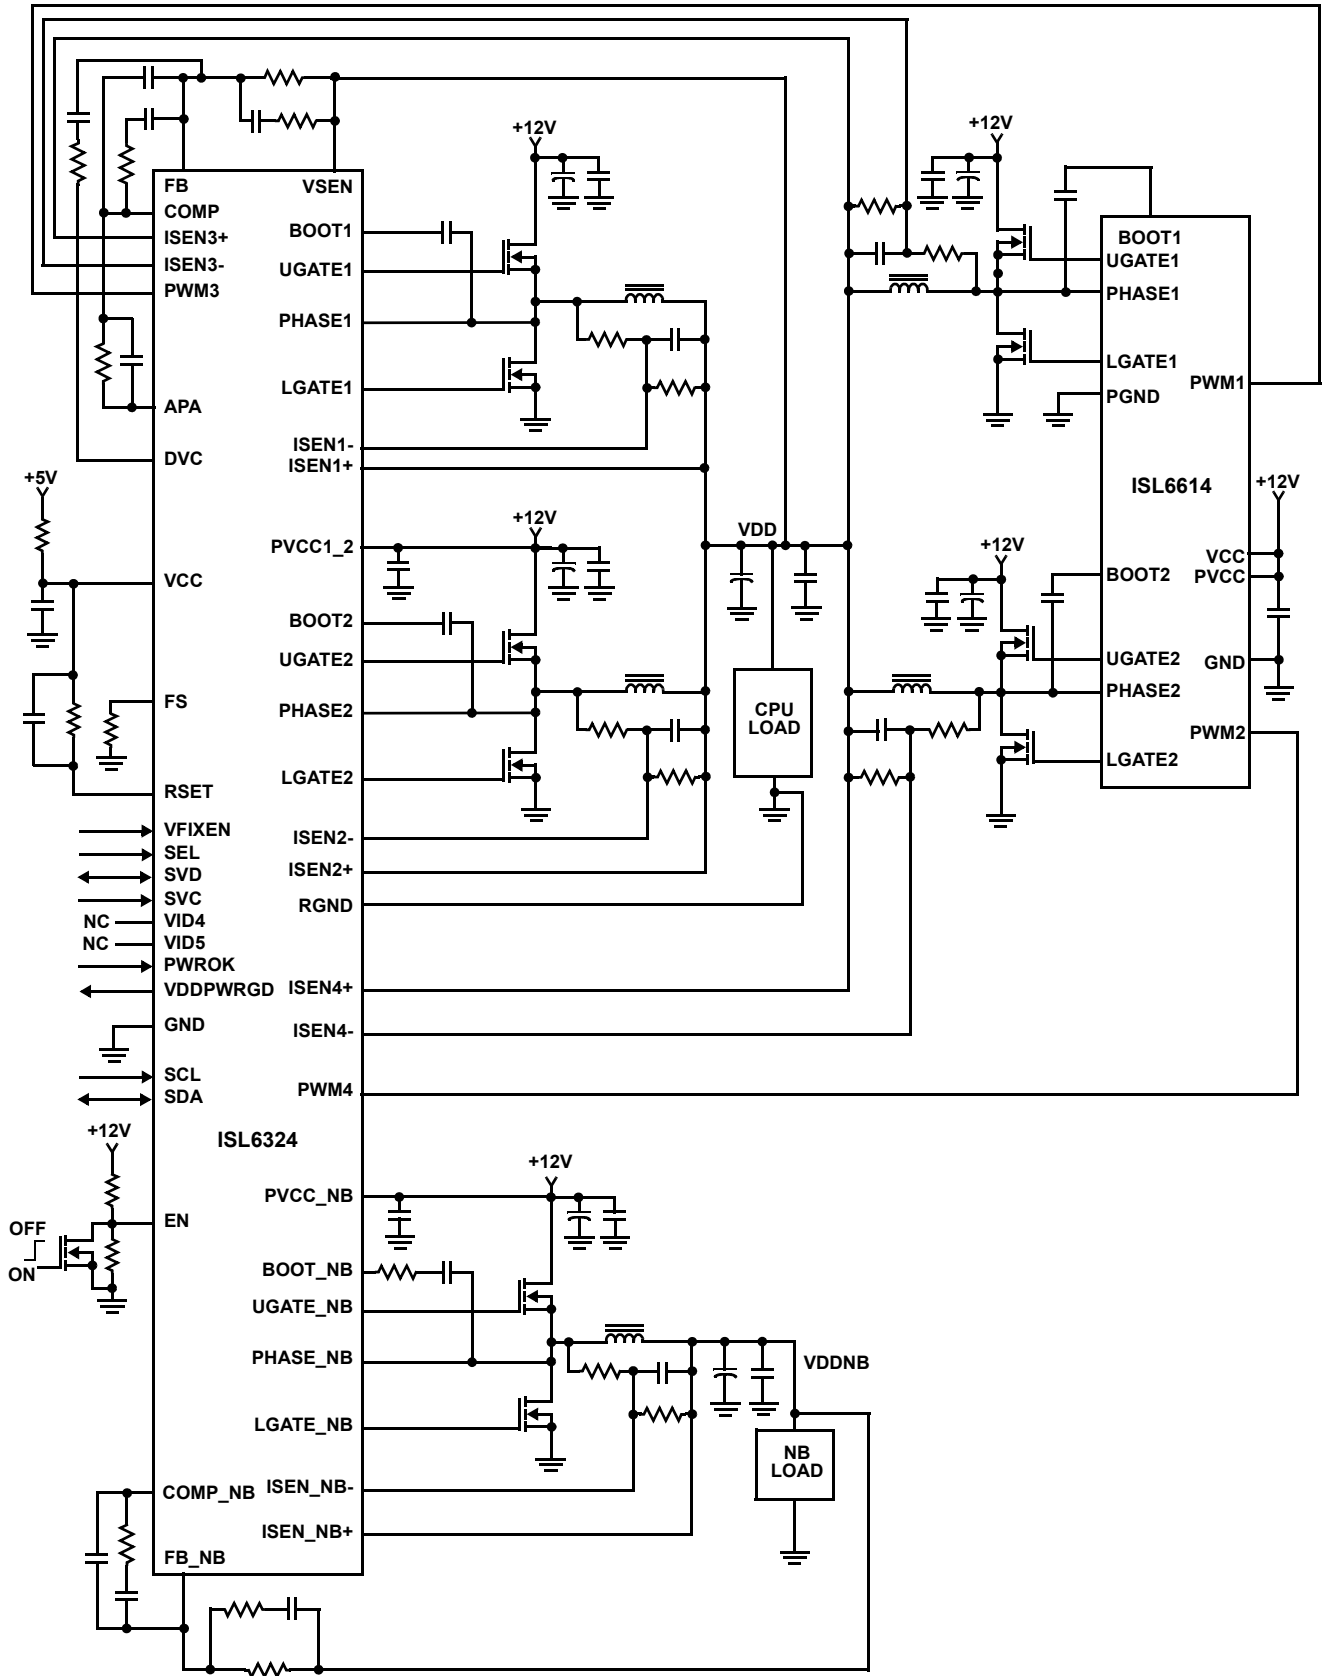 +12V
+12V
FB
VSEN
COMP
ISEN3+
ISEN3-
PWM3
APA
DVC
BOOT1
UGATE1
PHASE1
LGATE1
ISEN1-
ISEN1+
BOOT1
UGATE1
PHASE1
LGATE1
PGND
PWM1
ISL6614
+5V
+12V
VDD
+12V
+12V
PVCC1_2
VCC
BOOT2
UGATE2
FS
PHASE2
LGATE2
RSET
VCC
PVCC
BOOT2
UGATE2
GND
PHASE2
PWM2
LGATE2
CPU
LOAD
VFIXEN
SEL
SVD
SVC
NC
VID4
NC
VID5
PWROK
VDDPWRGD
GND
SCL
SDA
ISEN2-
ISEN2+
RGND
ISEN4+
ISEN4-
PWM4
+12V
ISL6324
+12V
PVCC_NB
EN
OFF
ON
BOOT_NB
UGATE_NB
PHASE_NB
VDDNB
LGATE_NB
NB
LOAD
COMP_NB
ISEN_NB-
ISEN_NB+
FB_NB